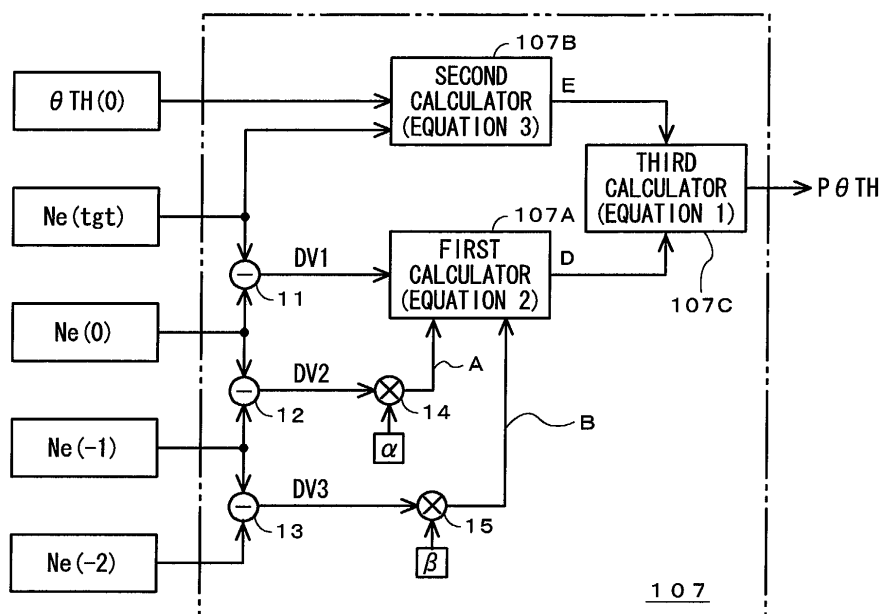 107B
θTH(0)
SECOND
CALCULATOR
(EQUATION 3)
E
THIRD
CALCULATOR
(EQUATION 1)
PθTH
107C
Ne(tgt)
107A
DV1
FIRST
CALCULATOR
(EQUATION 2)
D
11
Ne(0)
DV2
A
12
14
α
B
Ne(-1)
DV3
13
15
β
Ne(-2)
107